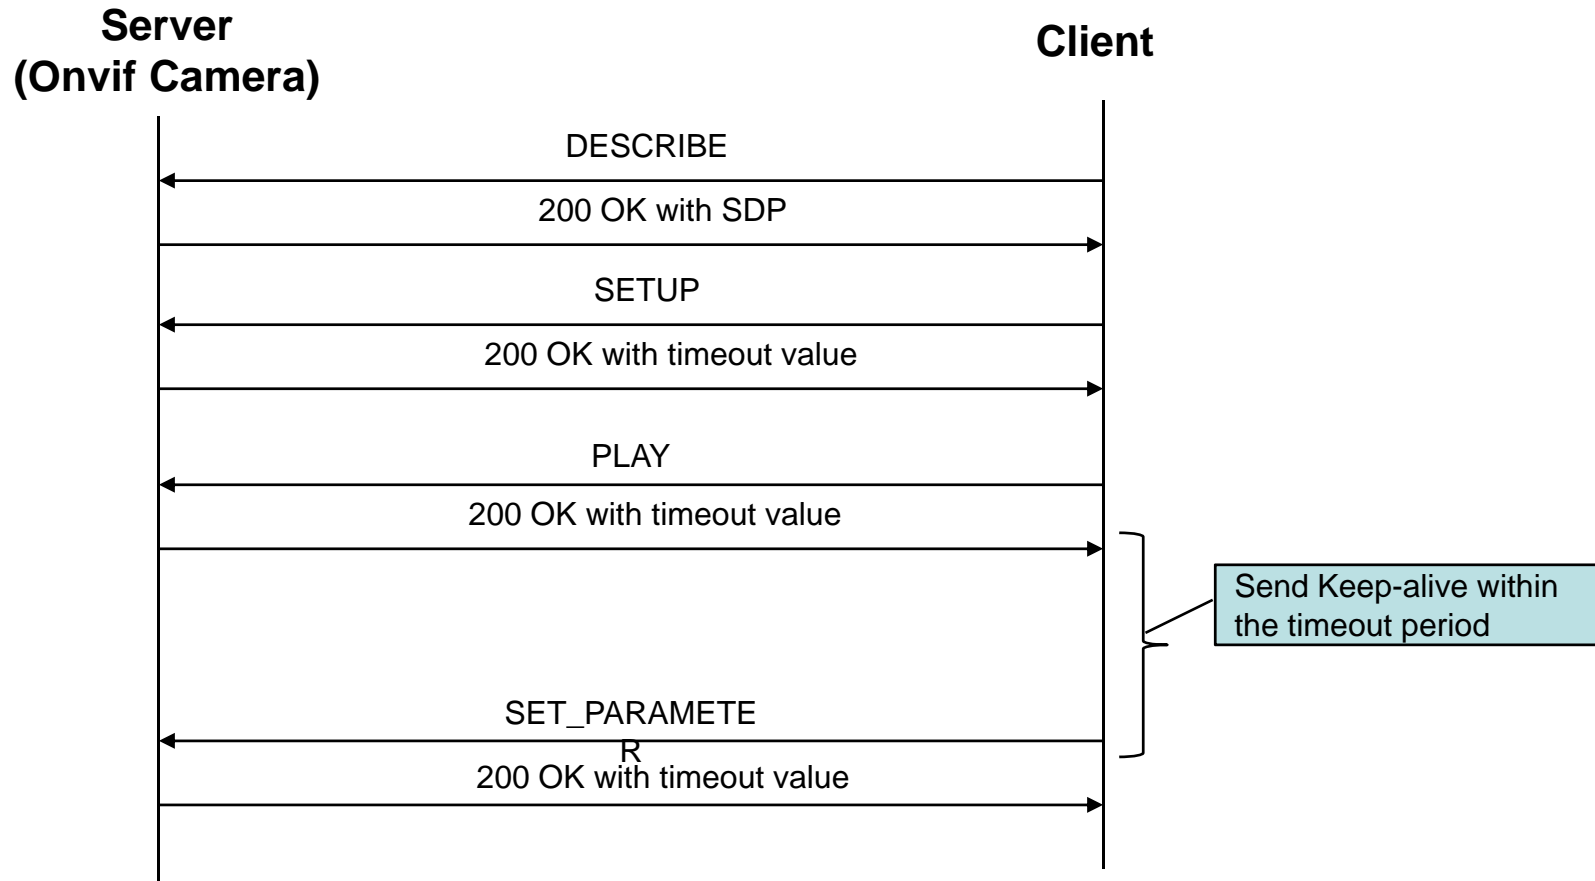 Server
(Onvif Camera)
Client
DESCRIBE
200 OK with SDP
SETUP
200 OK with timeout value
PLAY
200 OK with timeout value
Send Keep-alive within
the timeout period
SET_PARAMETE
R
200 OK with timeout value